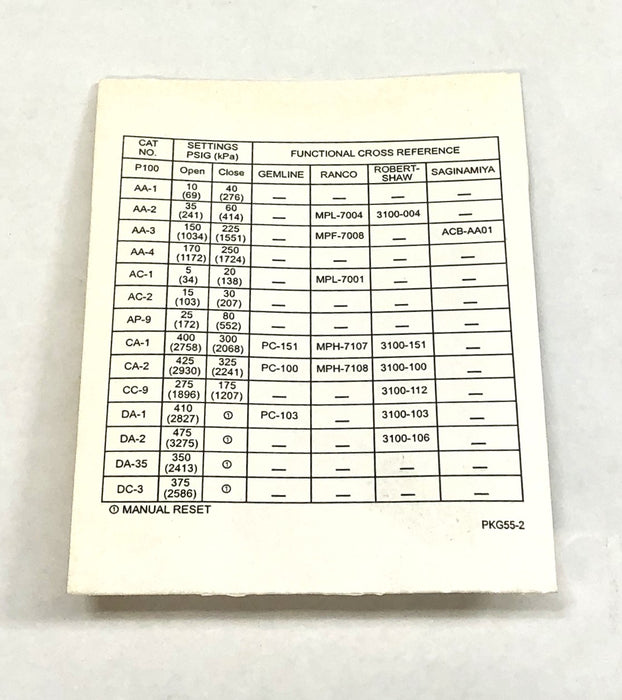 CAT NO. SETTINGS PSIG (kPa) FUNCTIONAL CROSS REFERENCE
P100 Open Close GEMLINE RANCO ROBERT-SHAW SAGINAMIYA
AA-1 10 (69) 40 (276) — — — —
AA-2 35 (241) 60 (414) — MPL-7004 3100-004 —
AA-3 150 (1034) 225 (1551) — MPF-7008 — ACB-AA01
AA-4 170 (1172) 250 (1724) — — — —
AC-1 5 (34) 20 (138) — MPL-7001 — —
AC-2 15 (103) 30 (207) — — — —
AP-9 25 (172) 80 (552) — — — —
CA-1 400 (2758) 300 (2068) PC-151 MPH-7107 3100-151 —
CA-2 425 (2930) 325 (2241) PC-100 MPH-7108 3100-100 —
CC-9 275 (1896) 175 (1207) — — 3100-112 —
DA-1 410 (2827) ① PC-103 — 3100-103 —
DA-2 475 (3275) ① — — 3100-106 —
DA-35 350 (2413) ① — — — —
DC-3 375 (2586) ① — — — —
① MANUAL RESET
PKG55-2